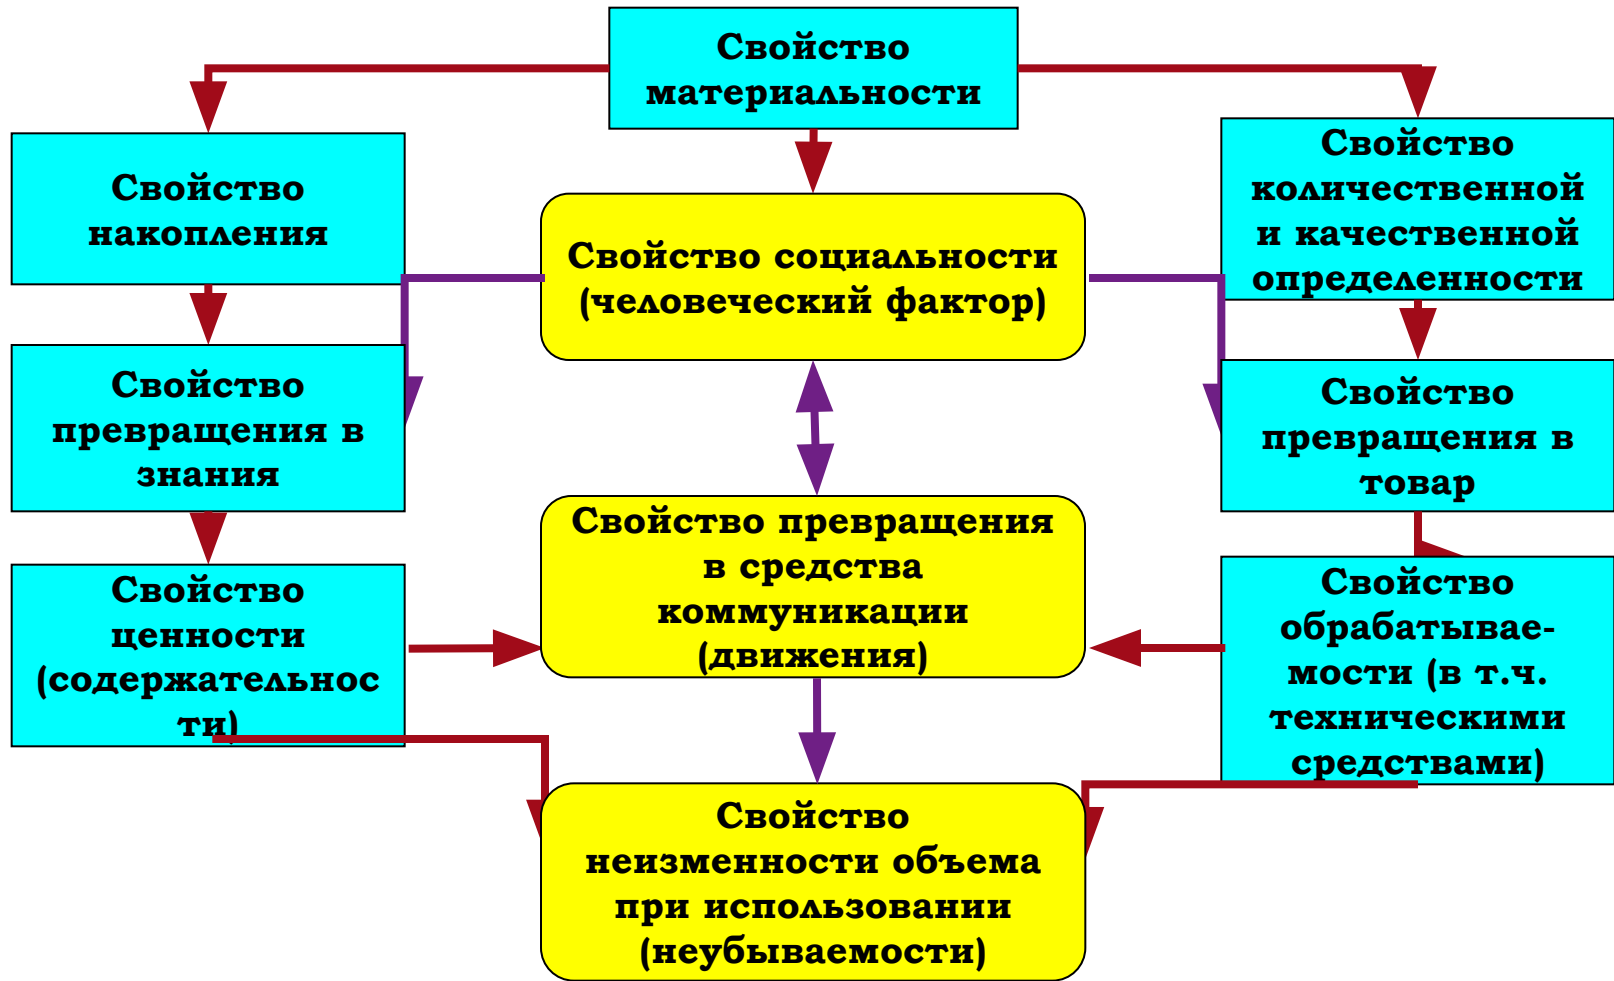 Свойство
материальности
Свойство
накопления
Свойство социальности
(человеческий фактор)
Свойство
количественной
и качественной
определенности
Свойство
превращения в
знания
Свойство
превращения в
товар
Свойство превращения
в средства
коммуникации
(движения)
Свойство
ценности
(содержательнос
ти)
Свойство
обрабатывае-
мости (в т.ч.
техническими
средствами)
Свойство
неизменности объема
при использовании
(неубываемости)